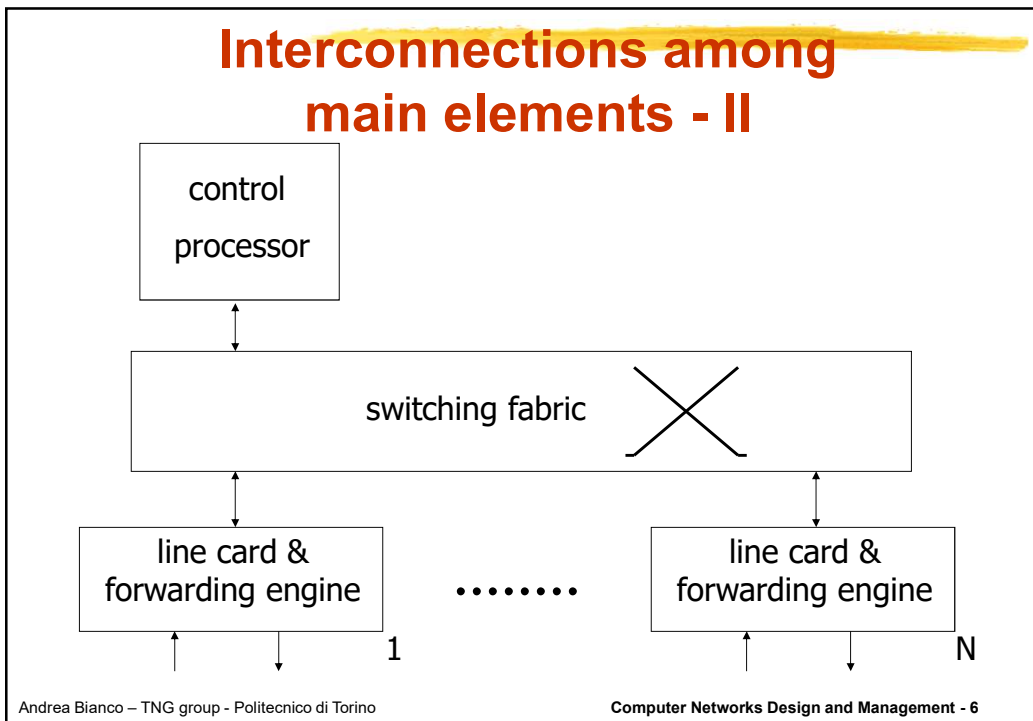 Interconnections among
main elements - II
control
processor
switching fabric
line card &
forwarding engine
1
........
line card &
forwarding engine
N
Andrea Bianco – TNG group - Politecnico di Torino
Computer Networks Design and Management - 6